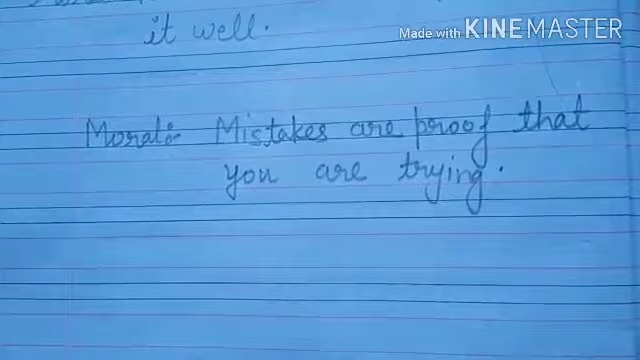 it well.
Made with KINEMASTER
Moral:- Mistakes are proof that
you are trying.